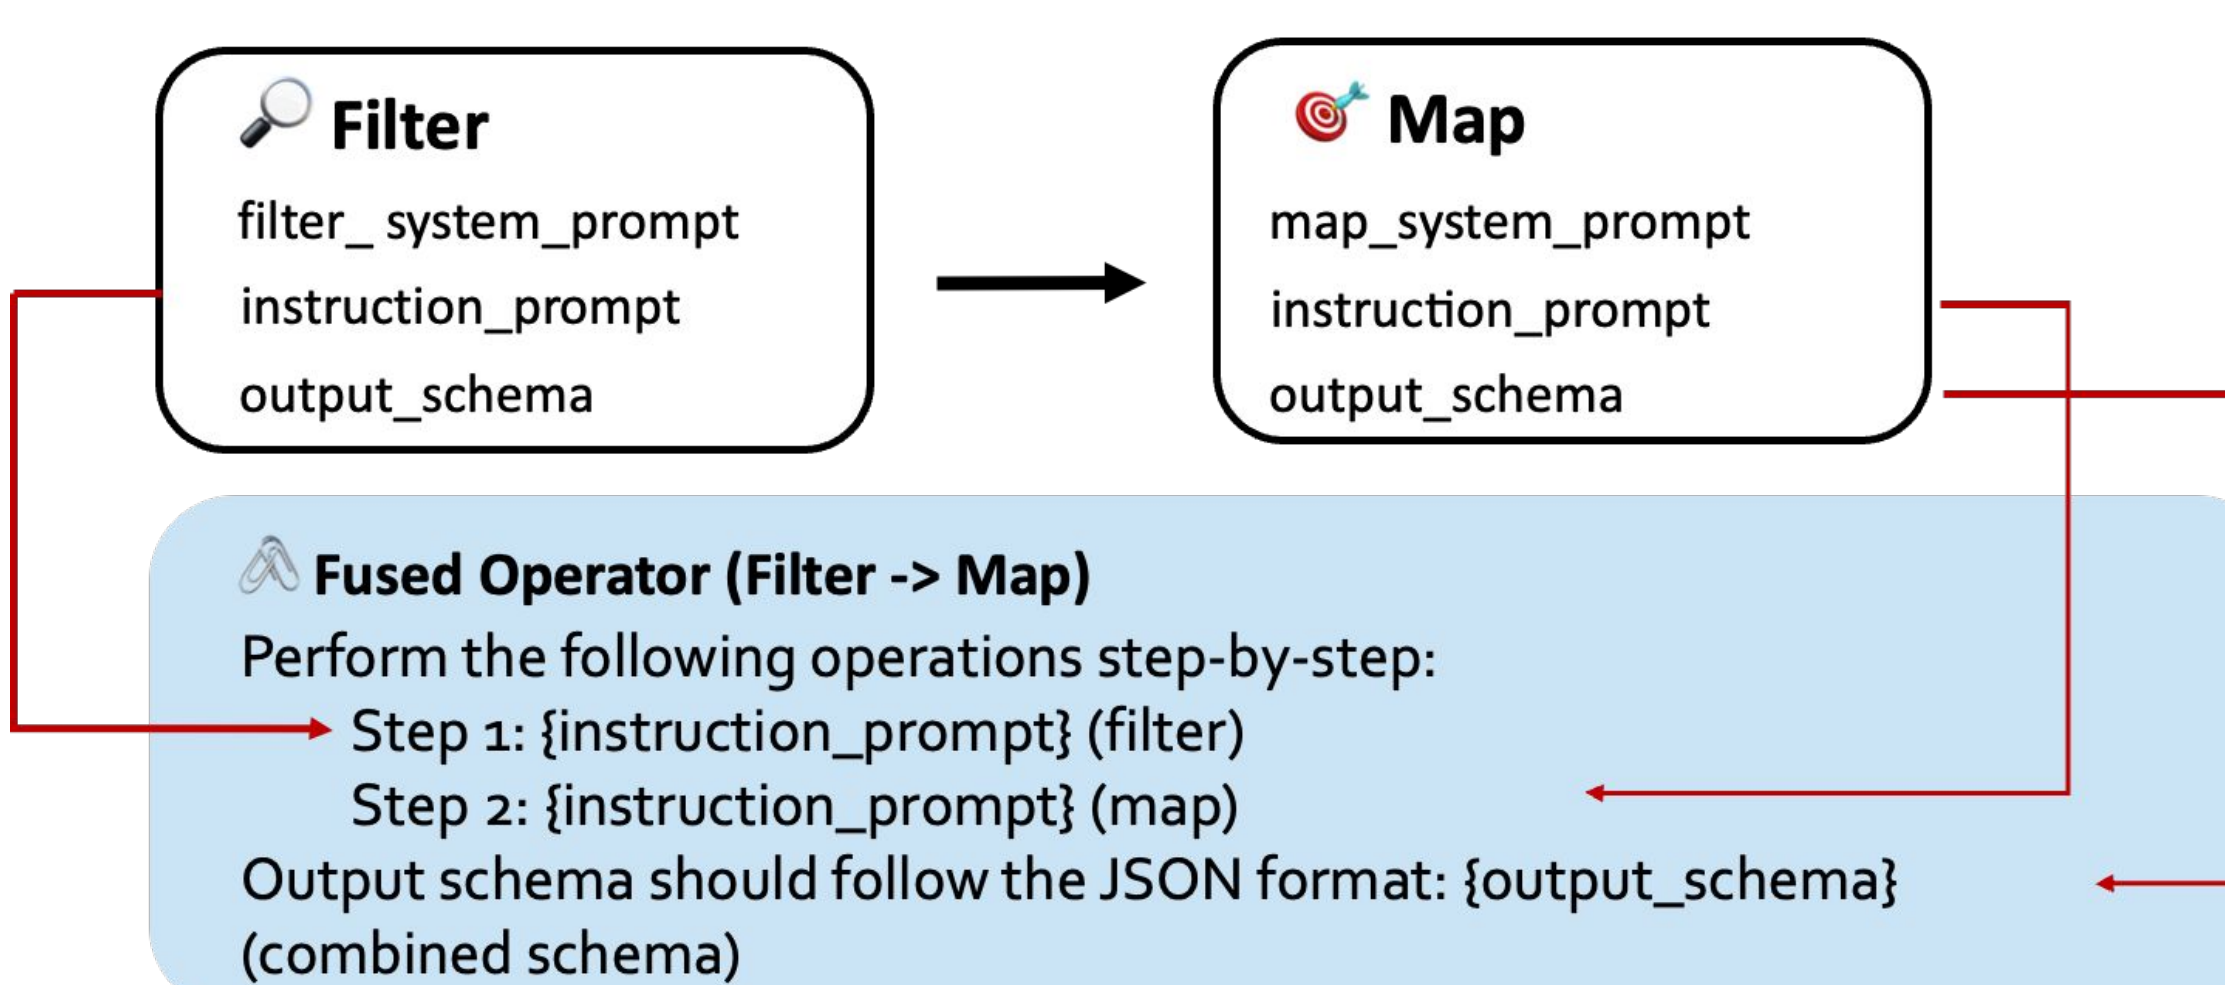 Filter
filter_ system_prompt
instruction_prompt
output_schema
Map
map_system_prompt
instruction_prompt
output_schema
Fused Operator (Filter -> Map)
Perform the following operations step-by-step:
Step 1: {instruction_prompt} (filter)
Step 2: {instruction_prompt} (map)
Output schema should follow the JSON format: {output_schema}
(combined schema)